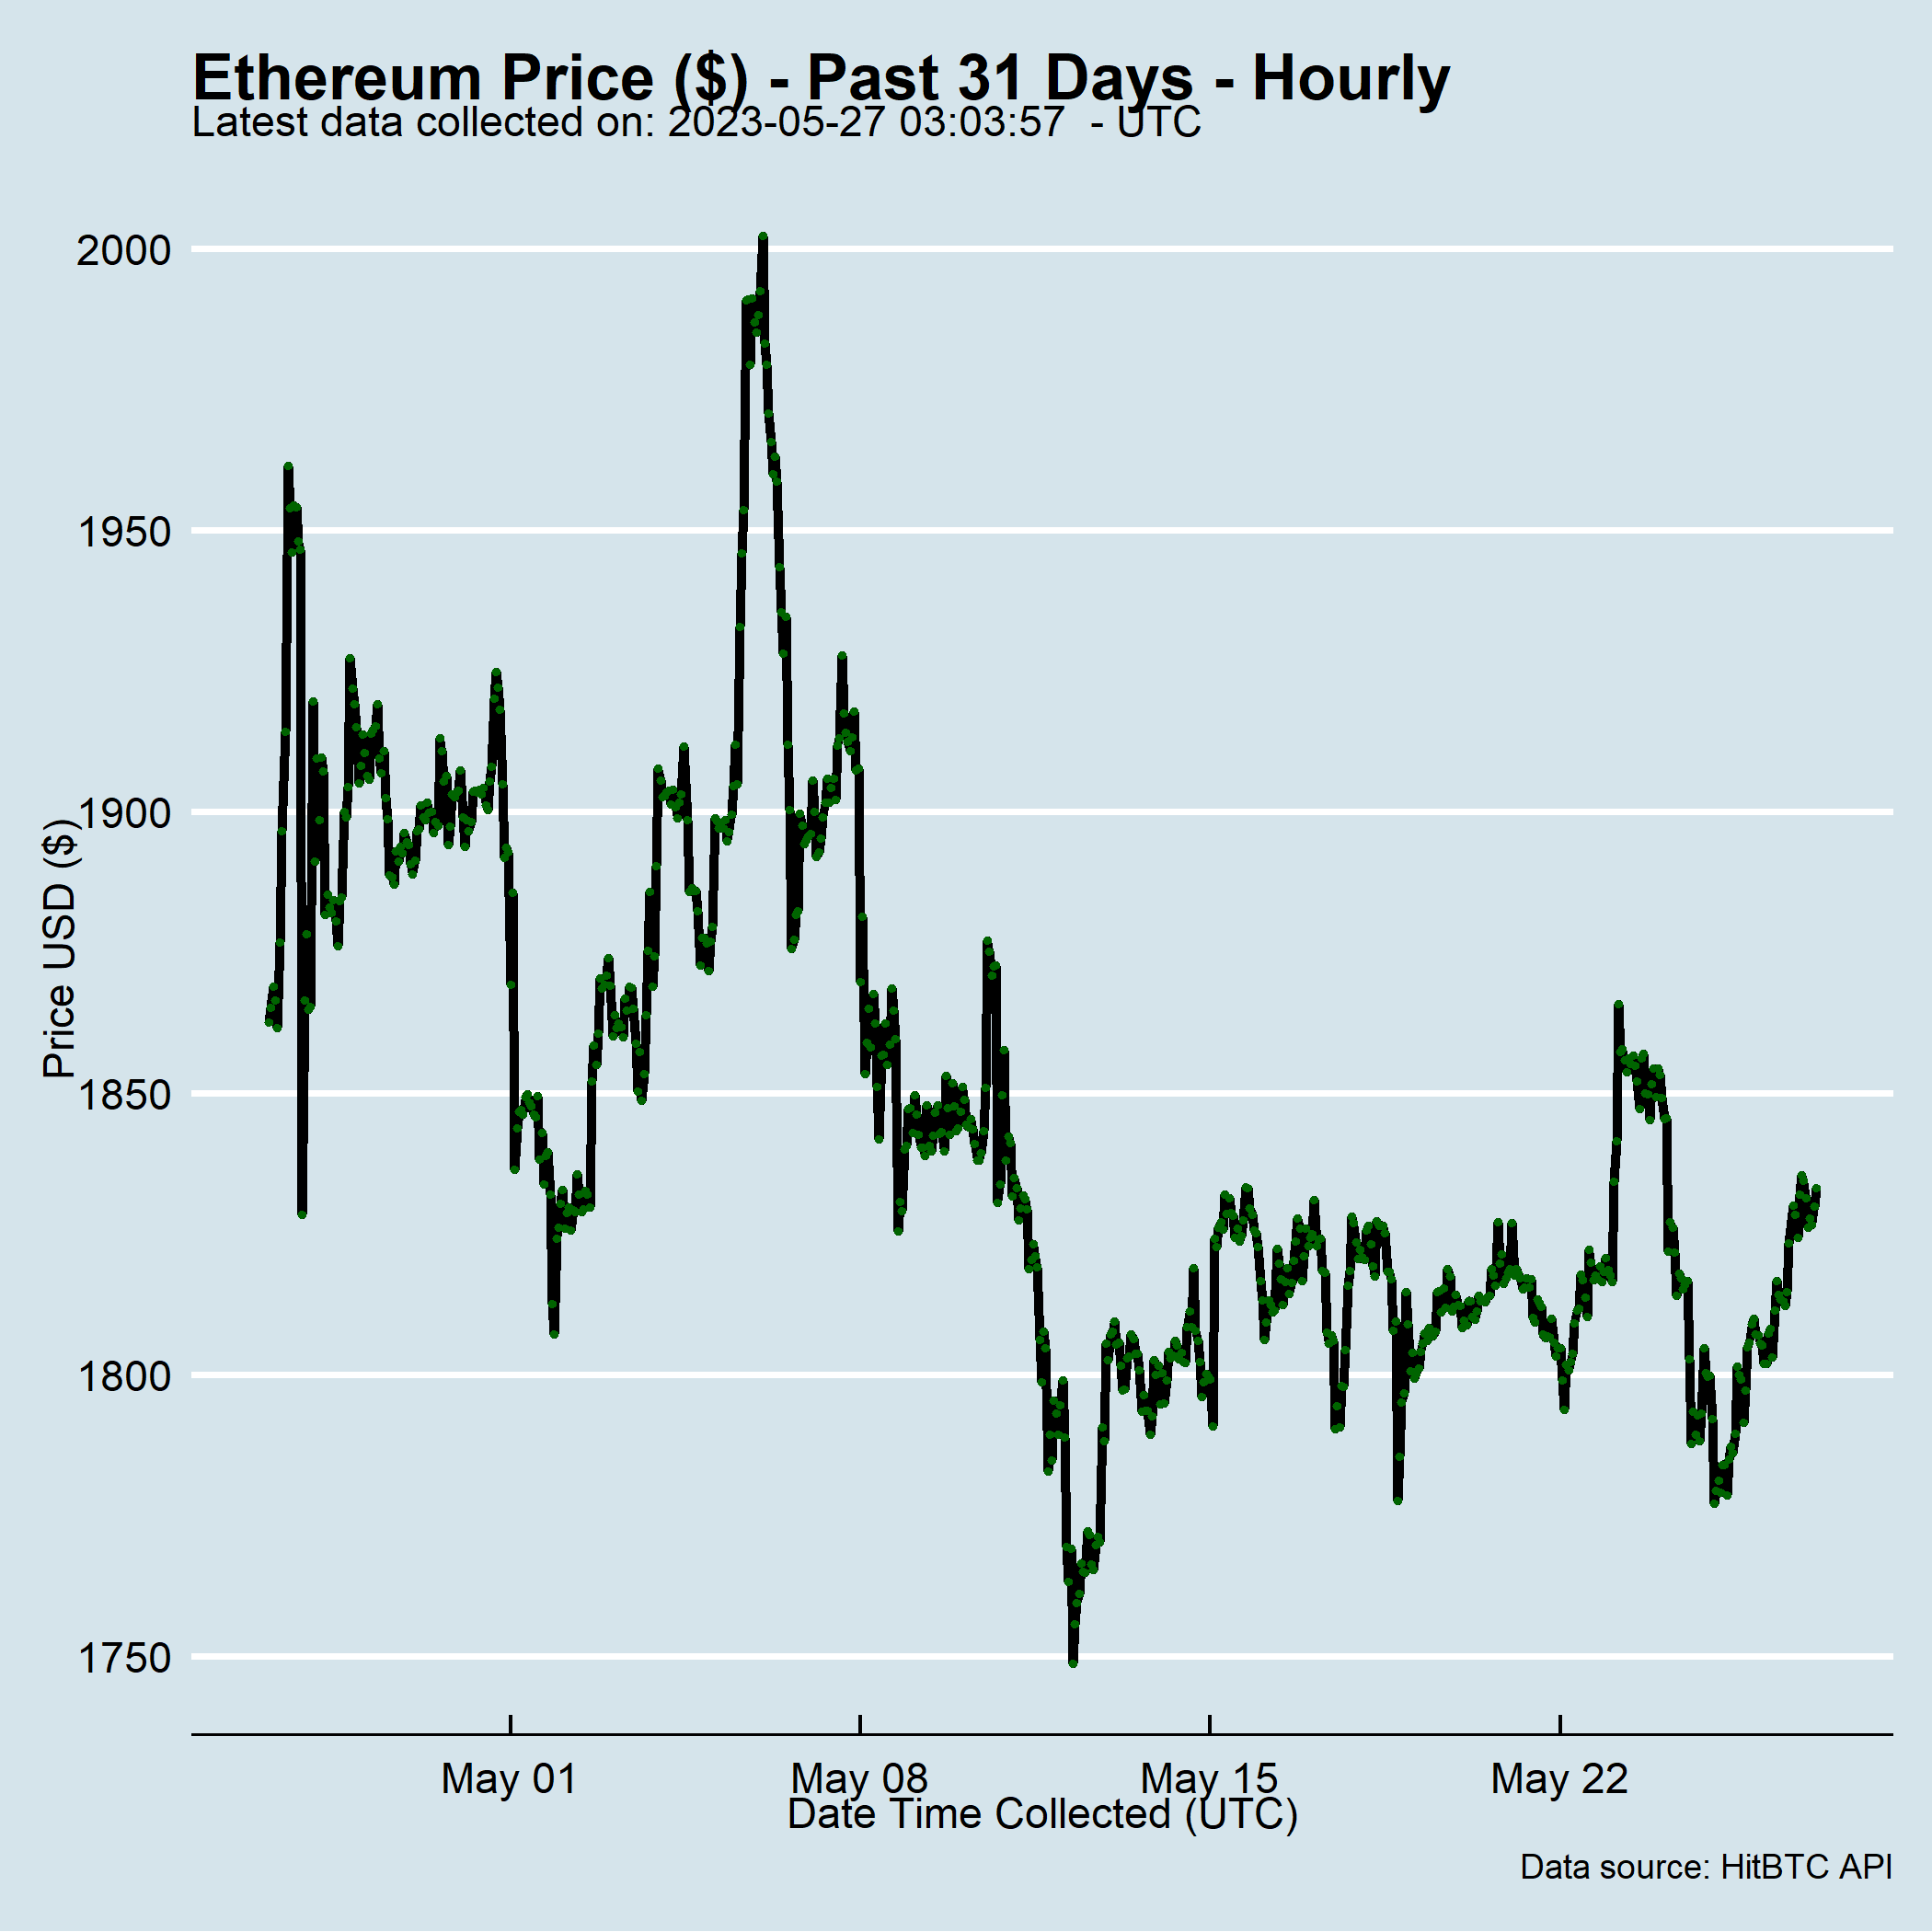 Ethereum Price ($) - Past 31 Days - Hourly
Latest data collected on: 2023-05-27 03:03:57  - UTC
2000
1950
1900
1850
1800
1750
Price USD ($)
May 01
May 08
May 15
May 22
Date Time Collected (UTC)
Data source: HitBTC API